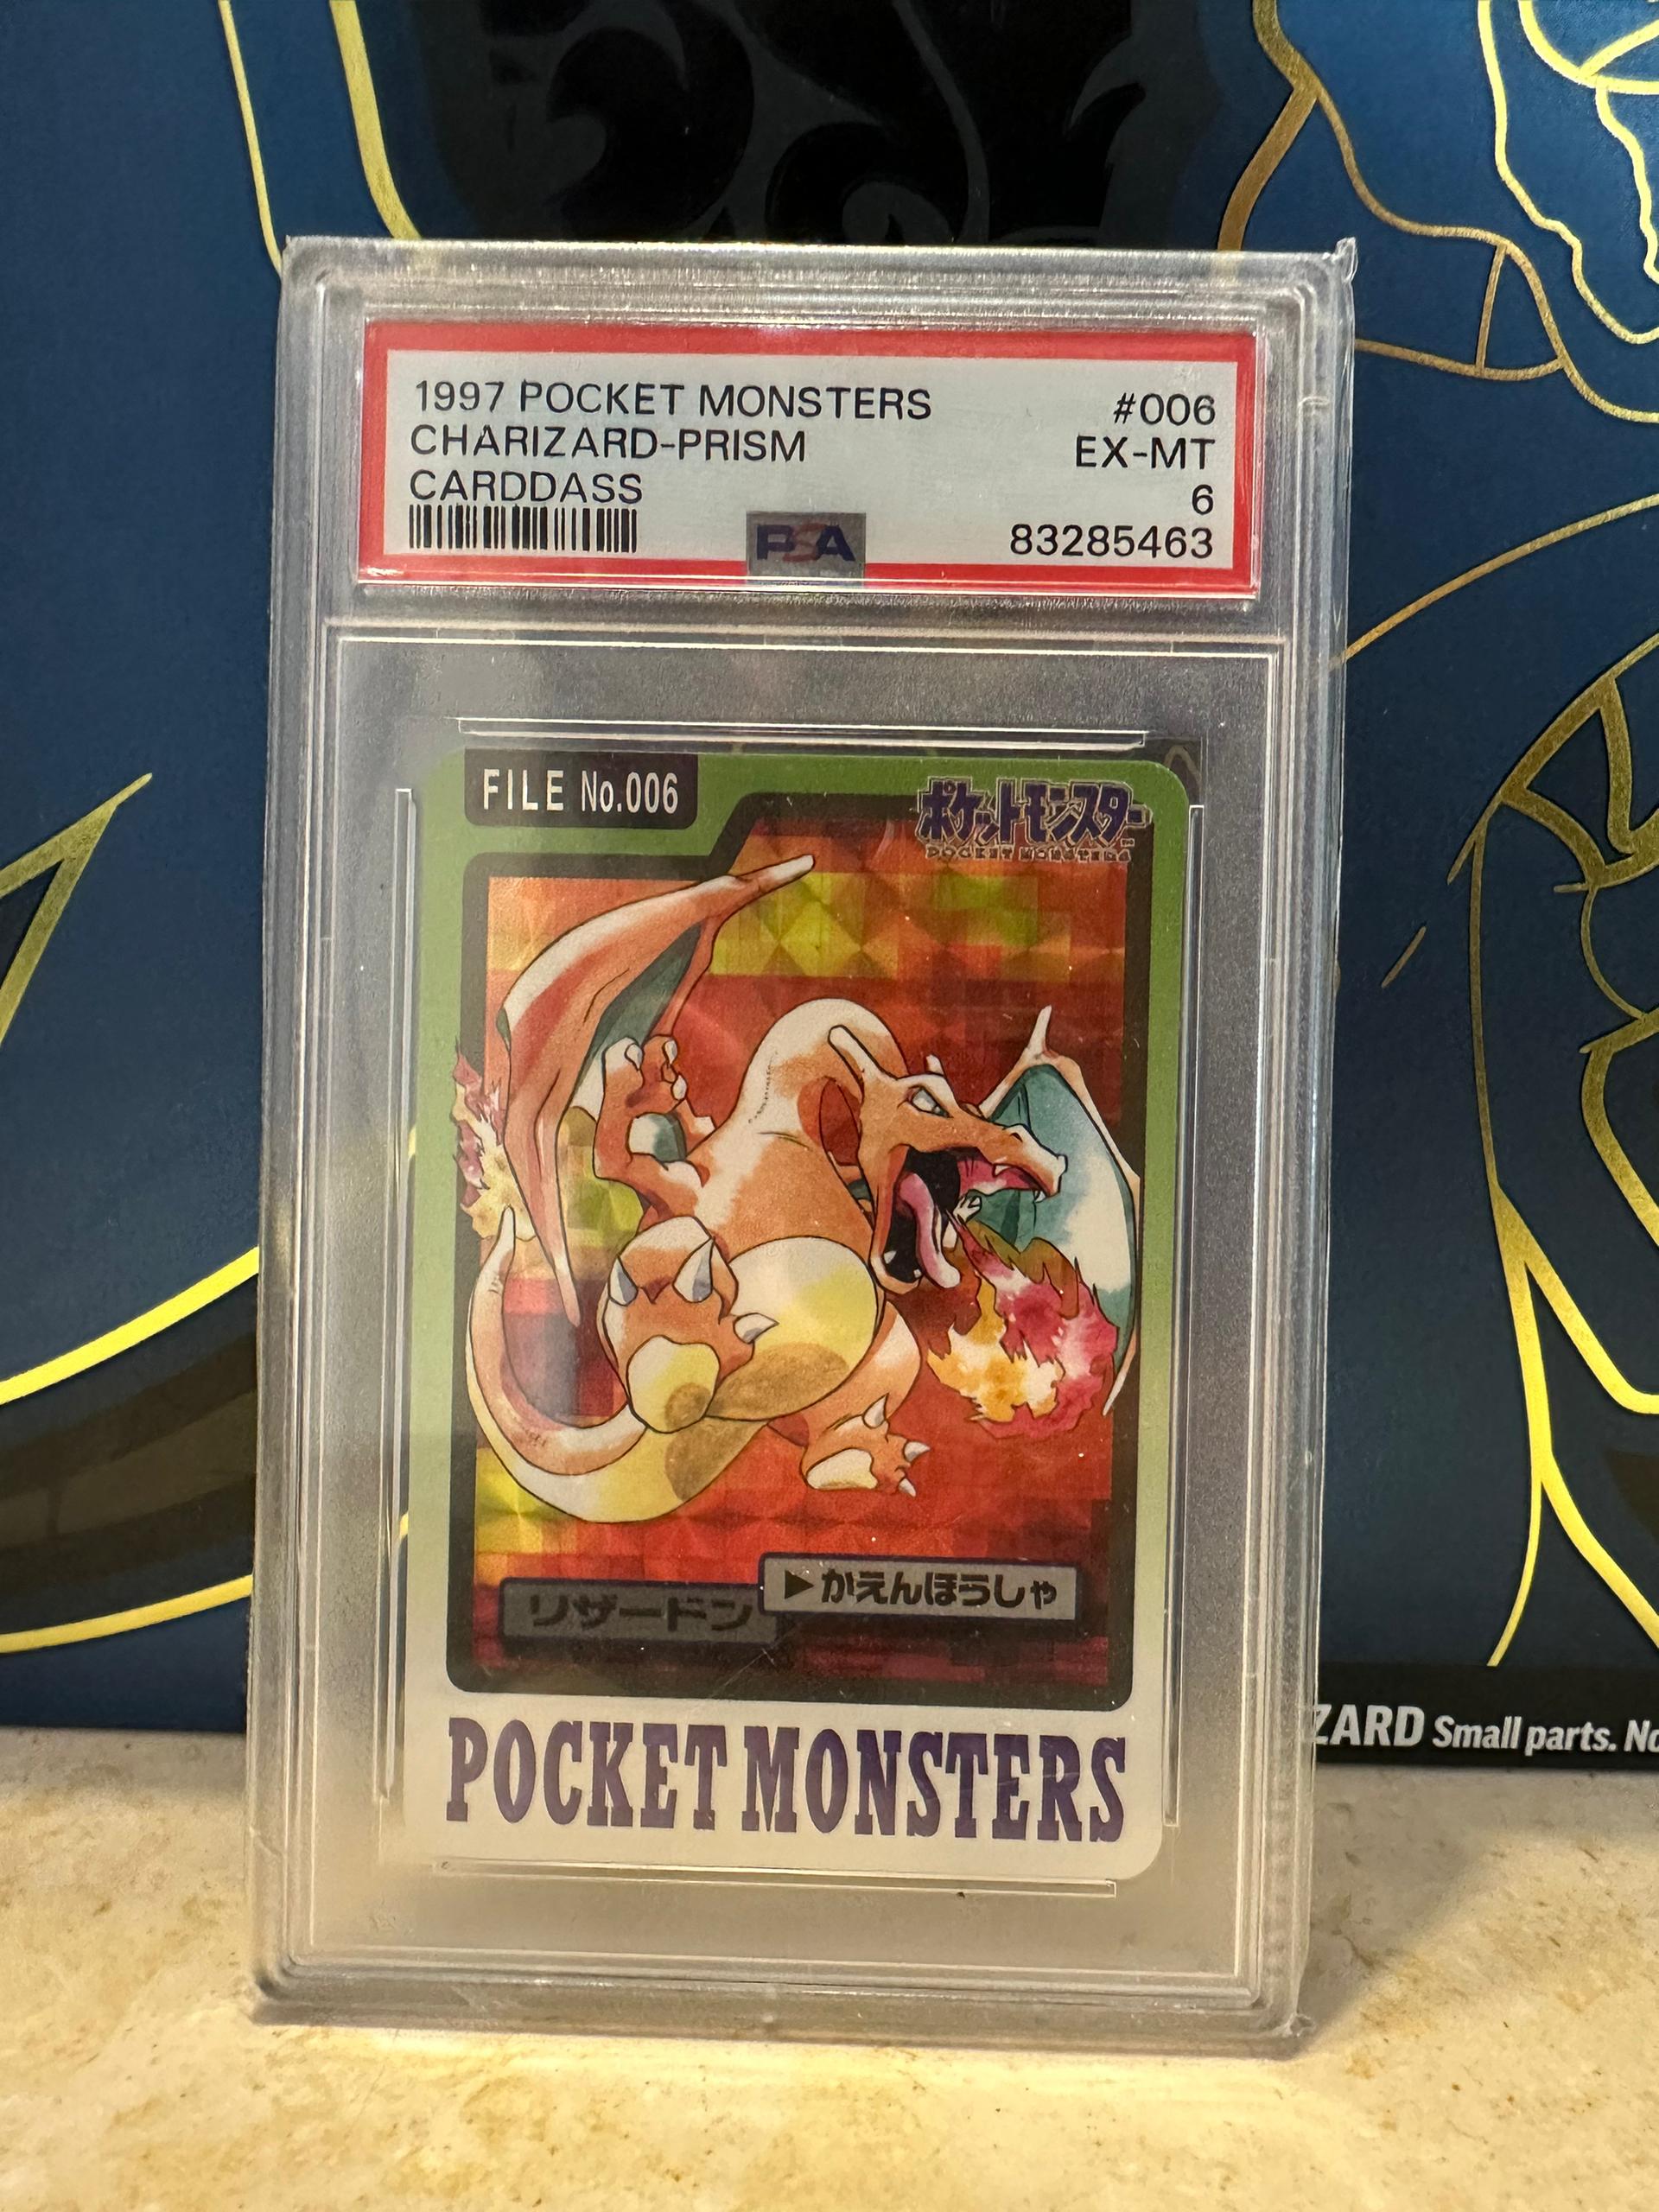 1997 POCKET MONSTERS #006
CHARIZARD-PRISM EX-MT
CARDDASS 6
PSA 83285463
FILE No.006
ポケットモンスター
POCKET MONSTERS
▶かえんほうしゃ
リザードン
POCKET MONSTERS
ZARD Small parts. No